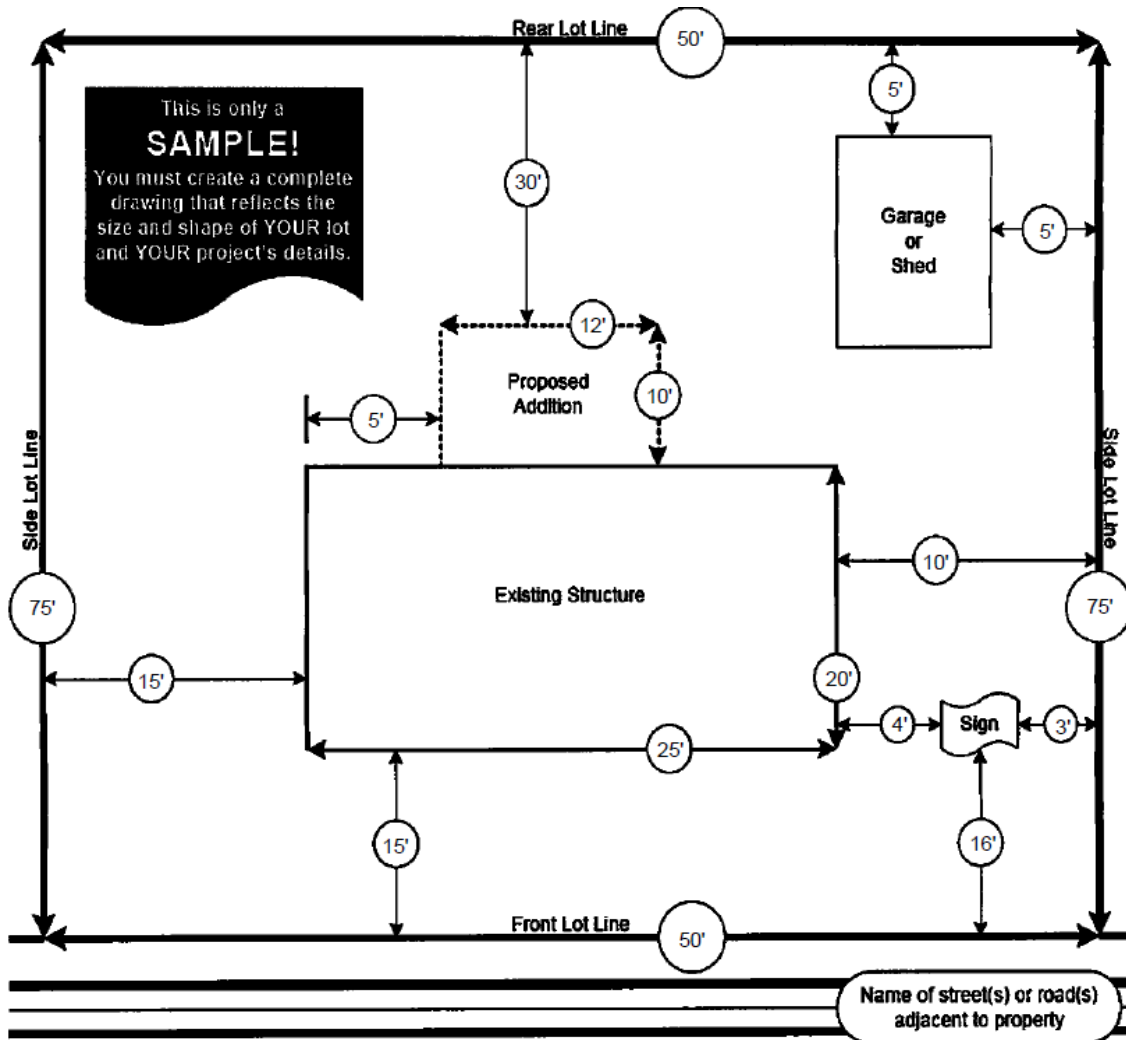 Rear Lot Line
50'
This is only a
SAMPLE!
You must create a complete
drawing that reflects the
size and shape of YOUR lot
and YOUR project's details.
5'
30'
Garage
or
Shed
5'
12'
Proposed
Addition
10'
5'
Side Lot Line
Side Lot Line
10'
Existing Structure
75'
75'
15'
20'
4'
Sign
3'
25'
15'
16'
Front Lot Line
50'
Name of street(s) or road(s)
adjacent to property